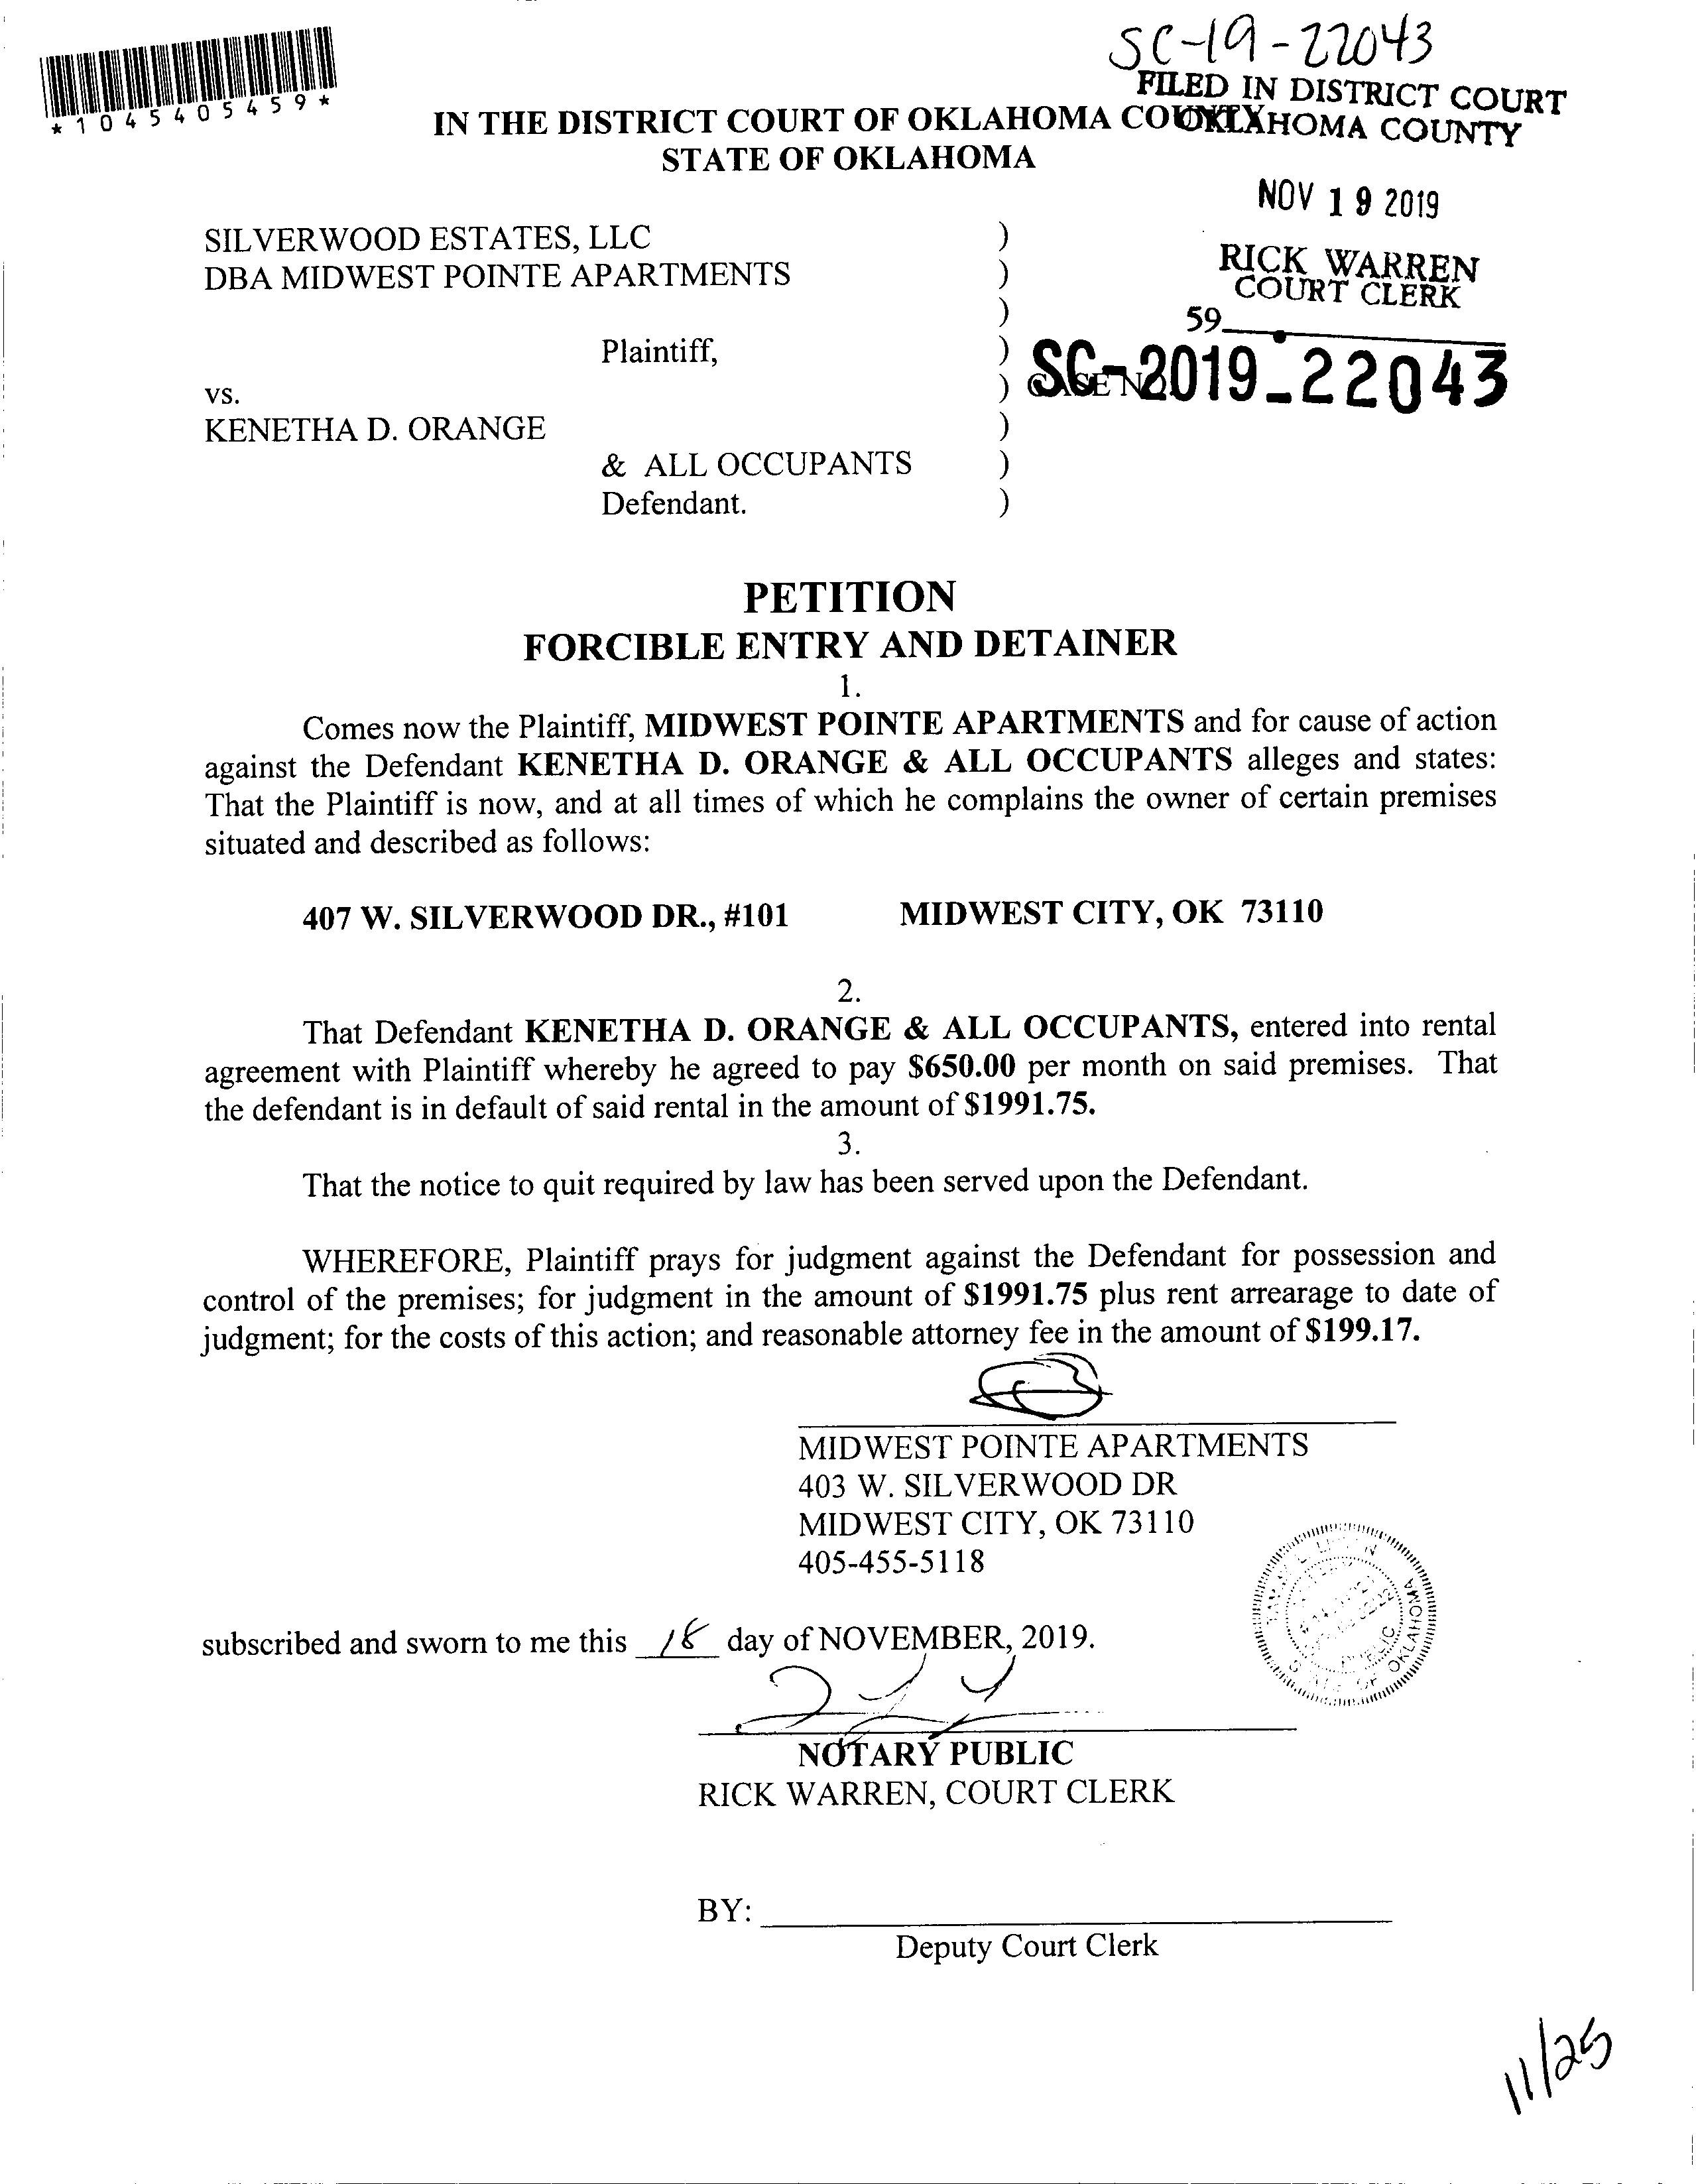 SC-19-22043
*1045405459*
FILED IN DISTRICT COURT
OKLAHOMA COUNTY
IN THE DISTRICT COURT OF OKLAHOMA COUNTY
STATE OF OKLAHOMA
NOV 19 2019
RICK WARREN
COURT CLERK
59
SILVERWOOD ESTATES, LLC )
DBA MIDWEST POINTE APARTMENTS )
)
Plaintiff, )
SC-2019-22043
vs. ) CASE NO
KENETHA D. ORANGE )
& ALL OCCUPANTS )
Defendant. )
PETITION
FORCIBLE ENTRY AND DETAINER
1.
Comes now the Plaintiff, MIDWEST POINTE APARTMENTS and for cause of action
against the Defendant KENETHA D. ORANGE & ALL OCCUPANTS alleges and states:
That the Plaintiff is now, and at all times of which he complains the owner of certain premises
situated and described as follows:
407 W. SILVERWOOD DR., #101 MIDWEST CITY, OK 73110
2.
That Defendant KENETHA D. ORANGE & ALL OCCUPANTS, entered into rental
agreement with Plaintiff whereby he agreed to pay $650.00 per month on said premises. That
the defendant is in default of said rental in the amount of $1991.75.
3.
That the notice to quit required by law has been served upon the Defendant.
WHEREFORE, Plaintiff prays for judgment against the Defendant for possession and
control of the premises; for judgment in the amount of $1991.75 plus rent arrearage to date of
judgment; for the costs of this action; and reasonable attorney fee in the amount of $199.17.
MIDWEST POINTE APARTMENTS
403 W. SILVERWOOD DR
MIDWEST CITY, OK 73110
405-455-5118
OF OKLAHOMA
subscribed and sworn to me this 18 day of NOVEMBER, 2019.
NOTARY PUBLIC
RICK WARREN, COURT CLERK
BY:
Deputy Court Clerk
11/25